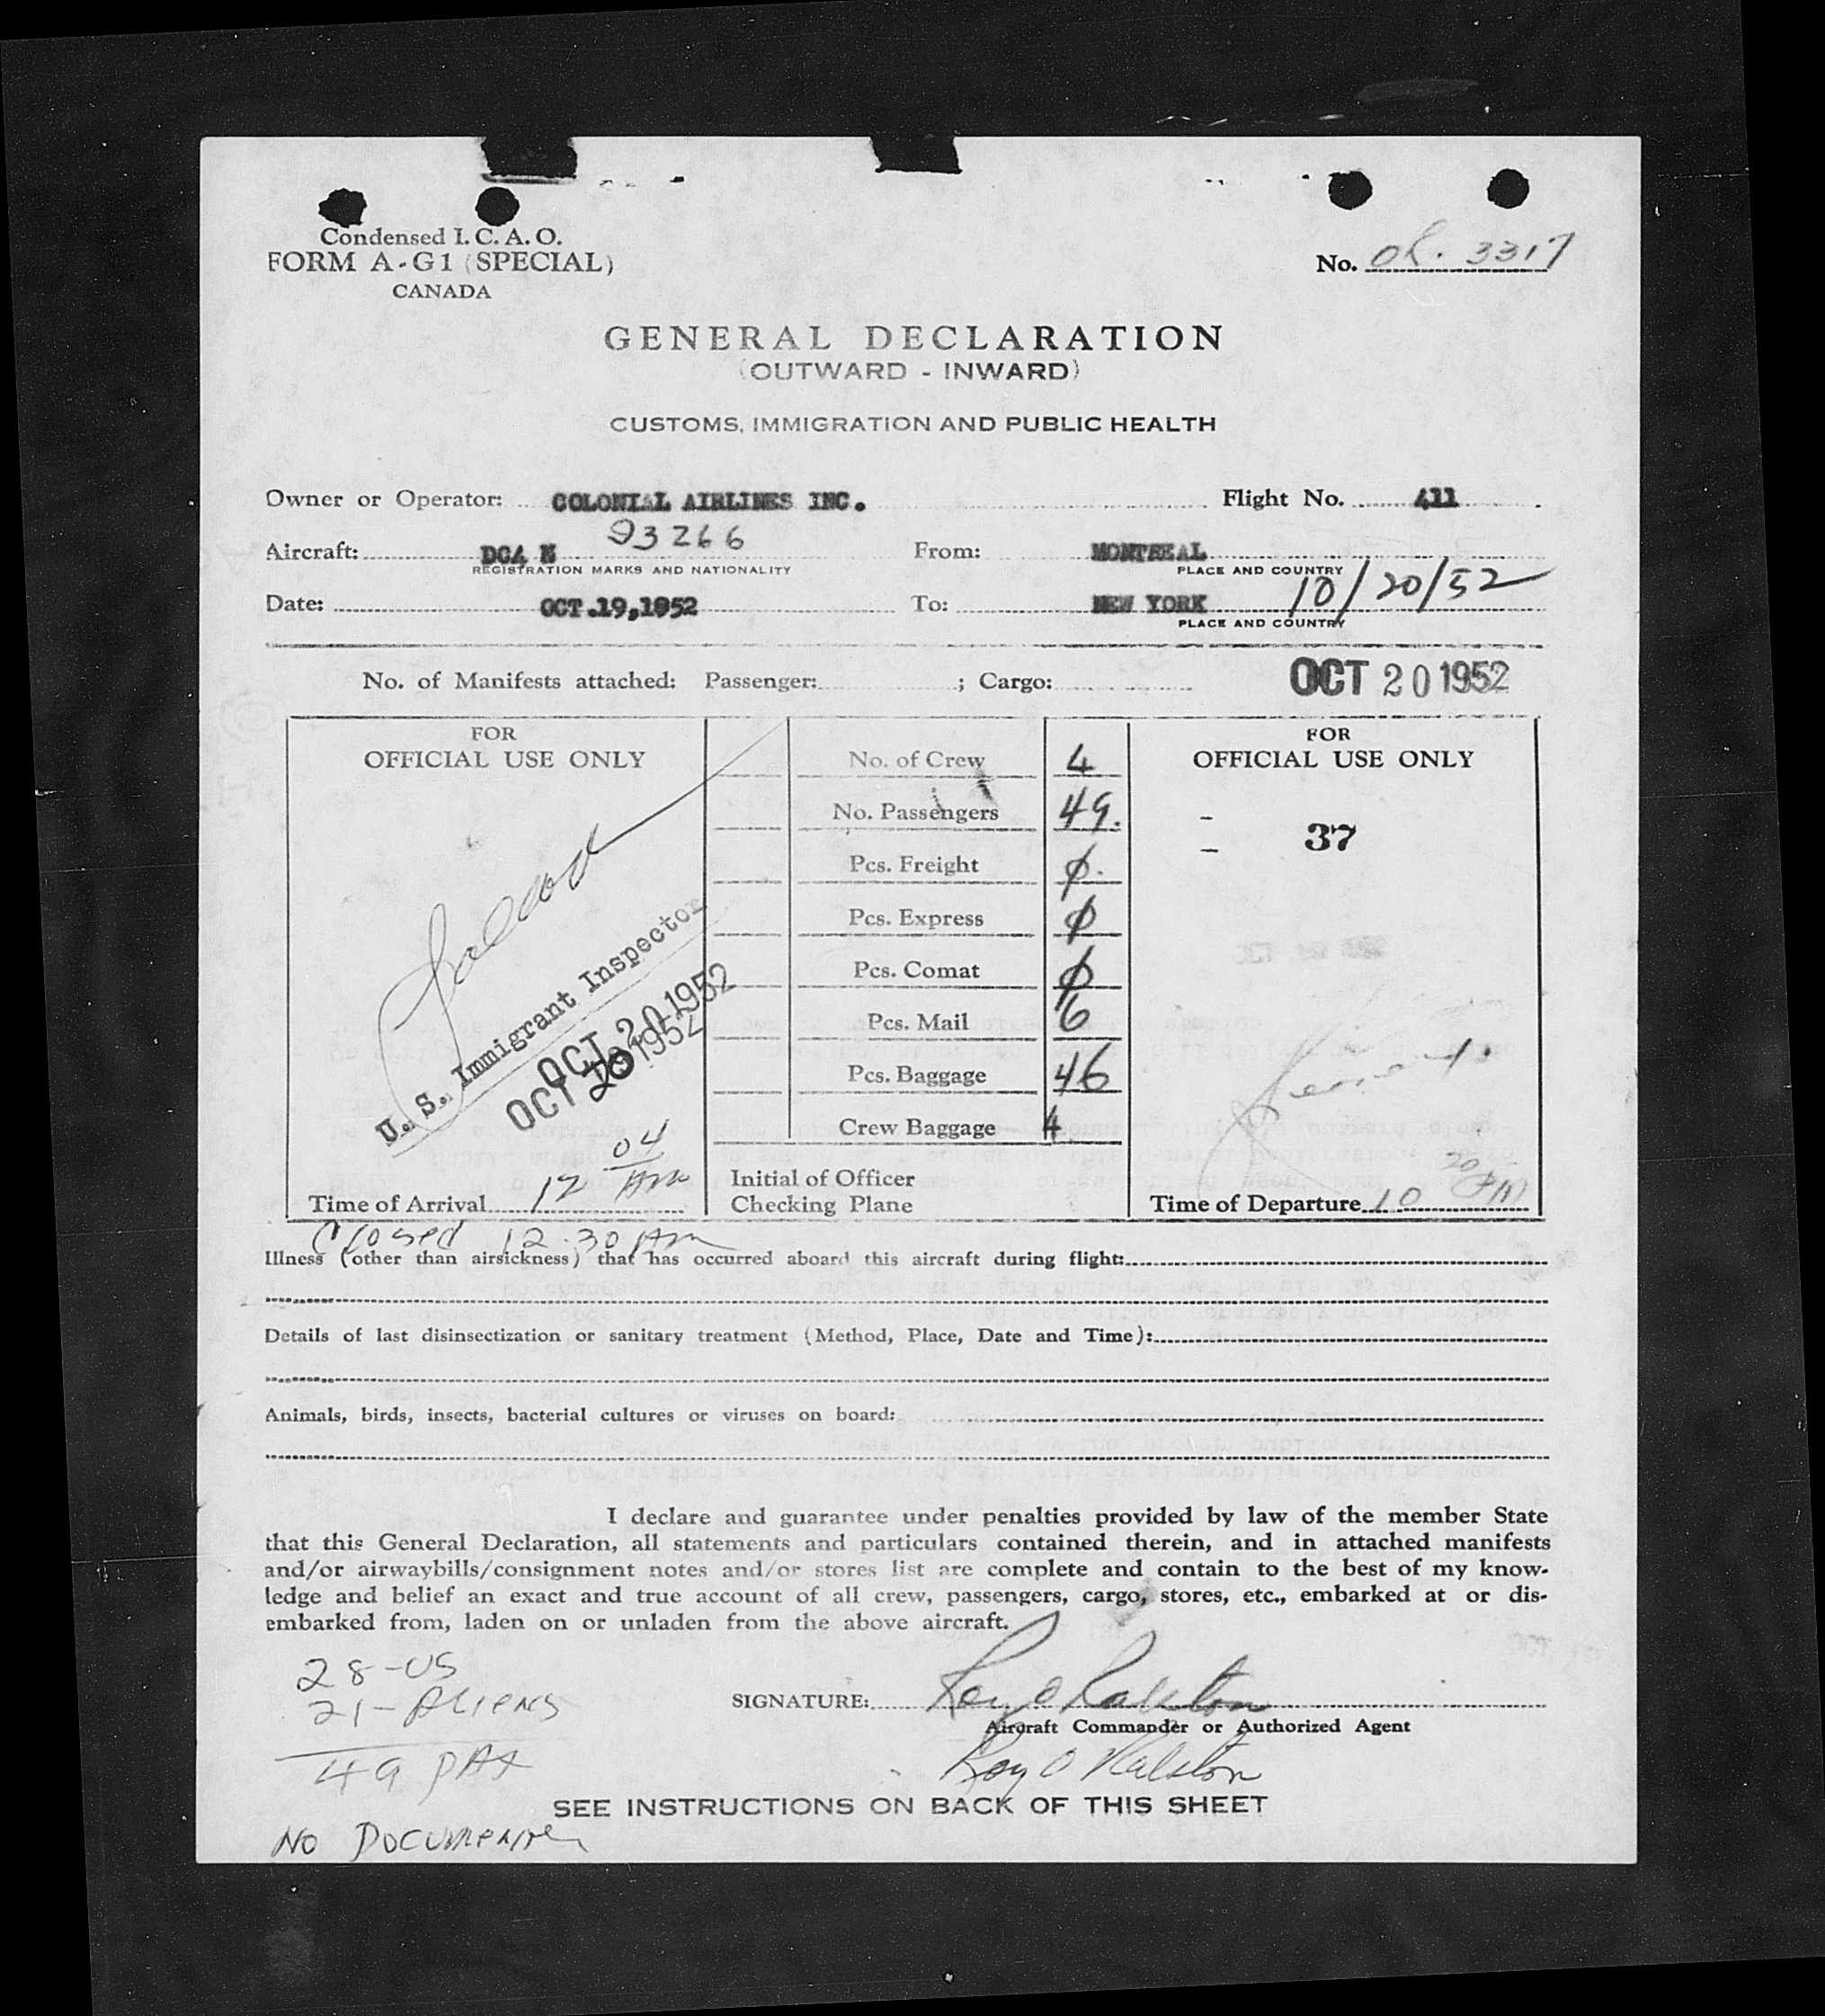 Condensed I. C. A. O.
FORM A-G1 (SPECIAL)
CANADA
No. 3317
GENERAL DECLARATION
(OUTWARD - INWARD)
CUSTOMS, IMMIGRATION AND PUBLIC HEALTH
Owner or Operator: COLONIAL AIRLINES INC. Flight No. 411
Aircraft: DC4 N 93266 From: MONTREAL
REGISTRATION MARKS AND NATIONALITY PLACE AND COUNTRY
10/20/52
Date: OCT.19,1952 To: NEW YORK
PLACE AND COUNTRY
No. of Manifests attached: Passenger: ; Cargo: OCT 20 1952
FOR
OFFICIAL USE ONLY
U. S. Immigrant Inspector
OCT 20 1952
OCT 20 1952
Time of Arrival 12 04 AM
No. of Crew 4
No. Passengers 49.
Pcs. Freight ∅.
Pcs. Express ∅
Pcs. Comat ∅
Pcs. Mail 6
Pcs. Baggage 46
Crew Baggage 4
Initial of Officer
Checking Plane
FOR
OFFICIAL USE ONLY
37
Time of Departure 10 20 PM
Closed 12.30 AM
Illness (other than airsickness) that has occurred aboard this aircraft during flight:
Details of last disinsectization or sanitary treatment (Method, Place, Date and Time):
Animals, birds, insects, bacterial cultures or viruses on board:
I declare and guarantee under penalties provided by law of the member State
that this General Declaration, all statements and particulars contained therein, and in attached manifests
and/or airwaybills/consignment notes and/or stores list are complete and contain to the best of my know-
ledge and belief an exact and true account of all crew, passengers, cargo, stores, etc., embarked at or dis-
embarked from, laden on or unladen from the above aircraft.
28-US
21-ALIENS
49 PAX
SIGNATURE: Roy O Ralston
Aircraft Commander or Authorized Agent
Roy O Ralston
SEE INSTRUCTIONS ON BACK OF THIS SHEET
NO